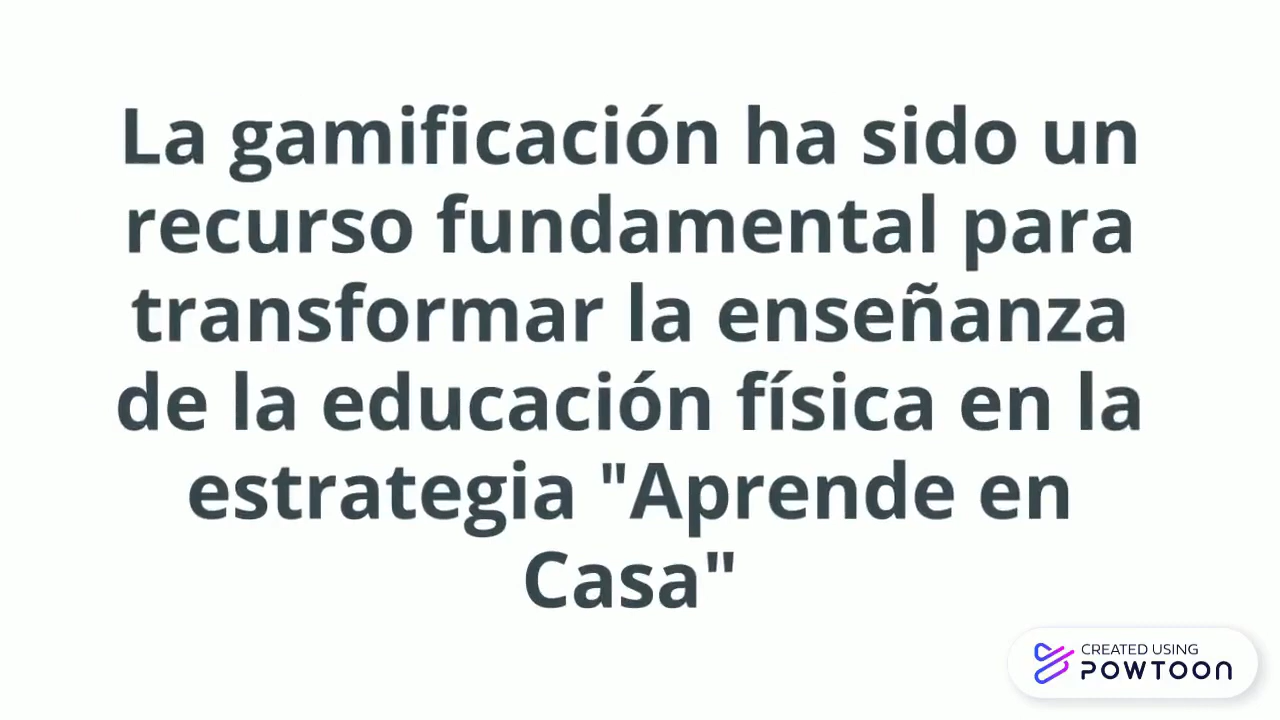 La gamificación ha sido un
recurso fundamental para
transformar la enseñanza
de la educación física en la
estrategia "Aprende en
Casa"
CREATED USING
POWTOON